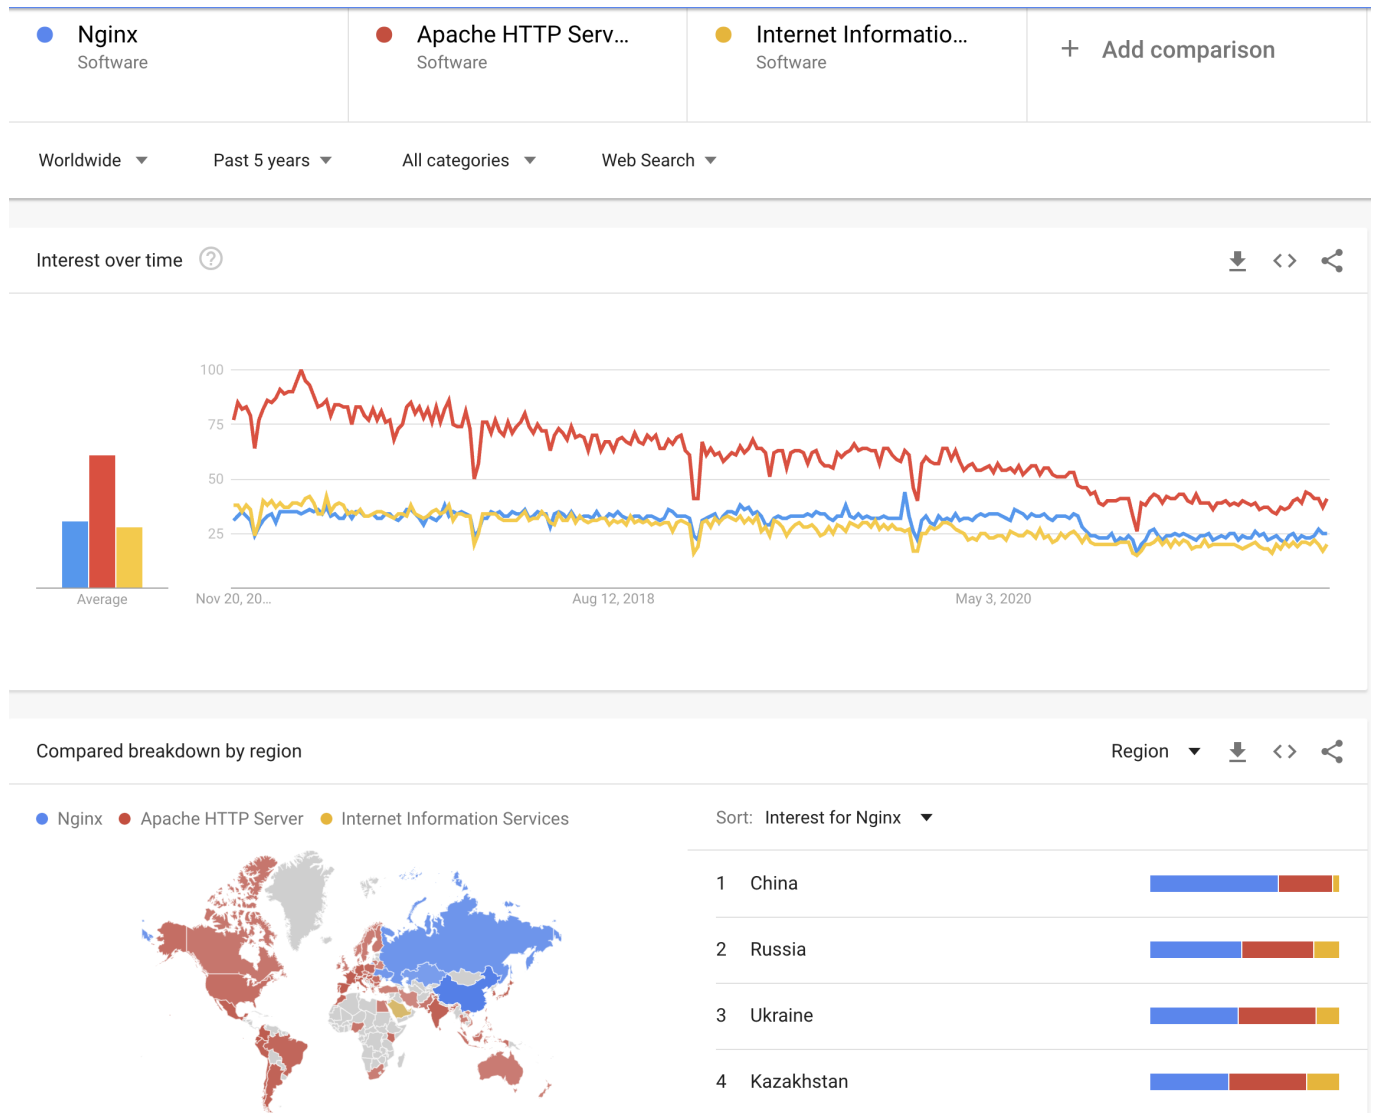 Nginx
Software
Apache HTTP Serv...
Software
Internet Informatio...
Software
+ Add comparison
Worldwide
Past 5 years
All categories
Web Search
Interest over time
?
100
75
50
25
Average
Nov 20, 20...
Aug 12, 2018
May 3, 2020
Compared breakdown by region
Region
Nginx
Apache HTTP Server
Internet Information Services
Sort: Interest for Nginx
1 China
2 Russia
3 Ukraine
4 Kazakhstan